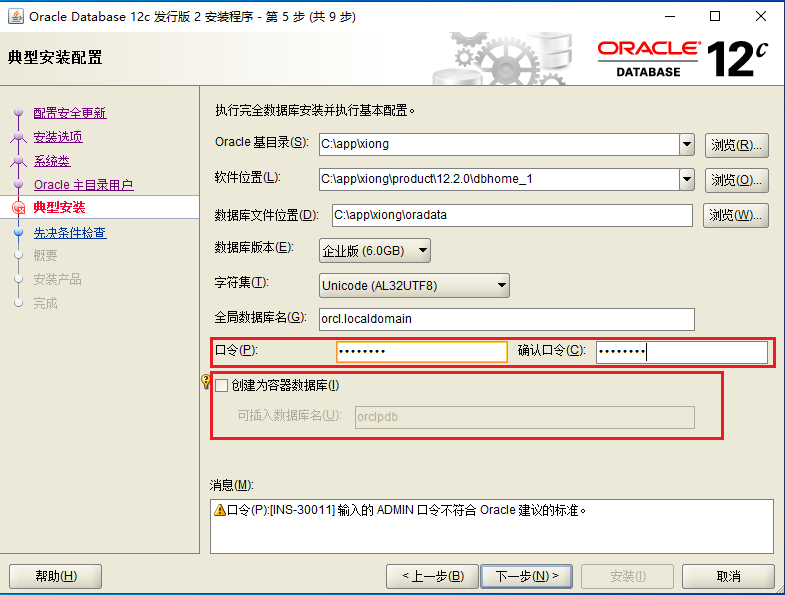 Oracle Database 12c 发行版 2 安装程序 - 第 5 步 (共 9 步)
典型安装配置
ORACLE
DATABASE
12c
配置安全更新
安装选项
系统类
Oracle 主目录用户
典型安装
先决条件检查
概要
安装产品
完成
执行完全数据库安装并执行基本配置。
Oracle 基目录(S): C:\app\xiong 浏览(R)...
软件位置(L): C:\app\xiong\product\12.2.0\dbhome_1 浏览(O)...
数据库文件位置(D): C:\app\xiong\oradata 浏览(W)...
数据库版本(E): 企业版 (6.0GB)
字符集(T): Unicode (AL32UTF8)
全局数据库名(G): orcl.localdomain
口令(P): •••••••• 确认口令(C): ••••••••
创建为容器数据库(I)
可插入数据库名(U): orclpdb
消息(M):
口令(P):[INS-30011] 输入的 ADMIN 口令不符合 Oracle 建议的标准。
帮助(H) < 上一步(B) 下一步(N) > 安装(I) 取消